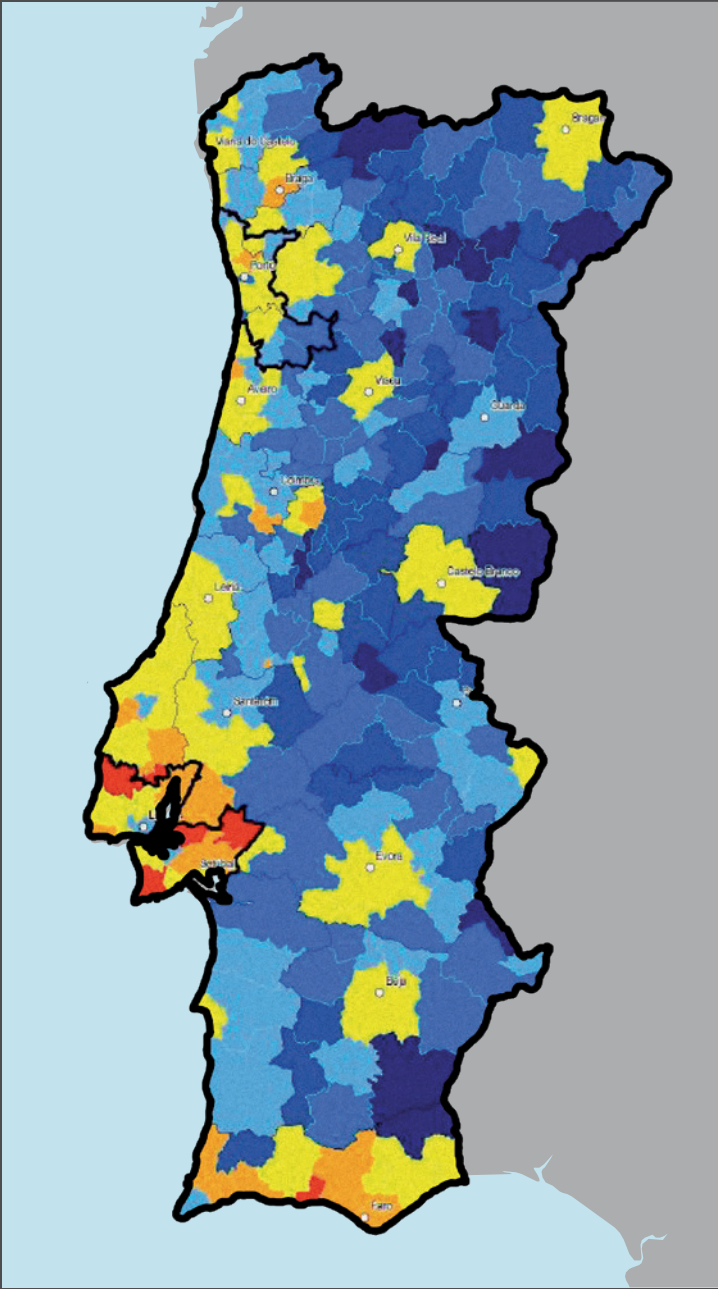 Viana do Castelo
Bragan
Braga
Vila Real
Porto
Viseu
Aveiro
Guarda
Coimbra
Castelo Branco
Leiria
P
Santarém
L
Évora
Setúbal
Beja
Faro